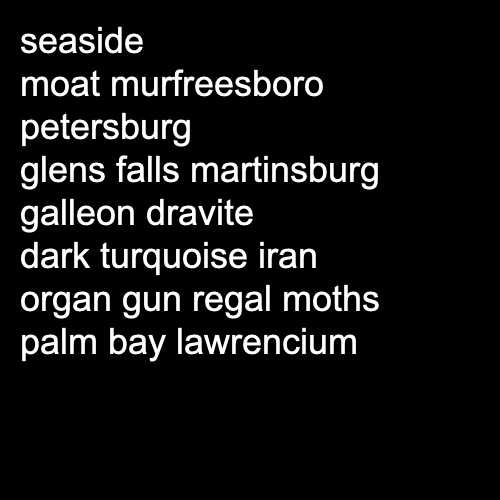 seaside
moat murfreesboro
petersburg
glens falls martinsburg
galleon dravite
dark turquoise iran
organ gun regal moths
palm bay lawrencium